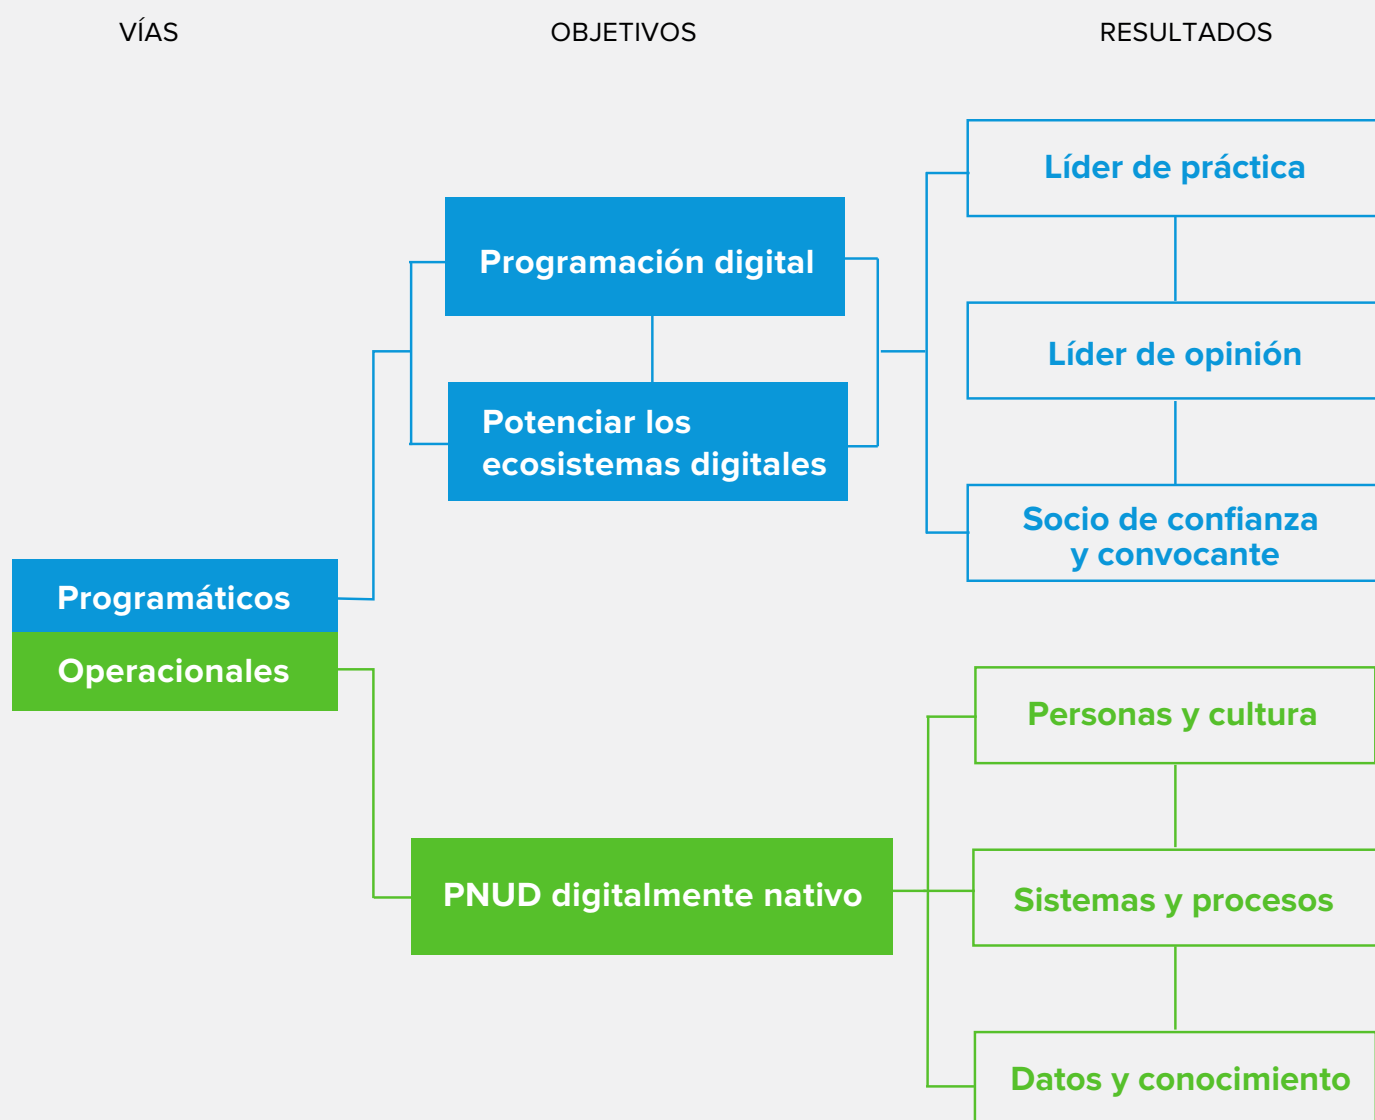 VÍAS
OBJETIVOS
RESULTADOS
Líder de práctica
Programación digital
Líder de opinión
Potenciar los
ecosistemas digitales
Socio de confianza
y convocante
Programáticos
Operacionales
Personas y cultura
PNUD digitalmente nativo
Sistemas y procesos
Datos y conocimiento